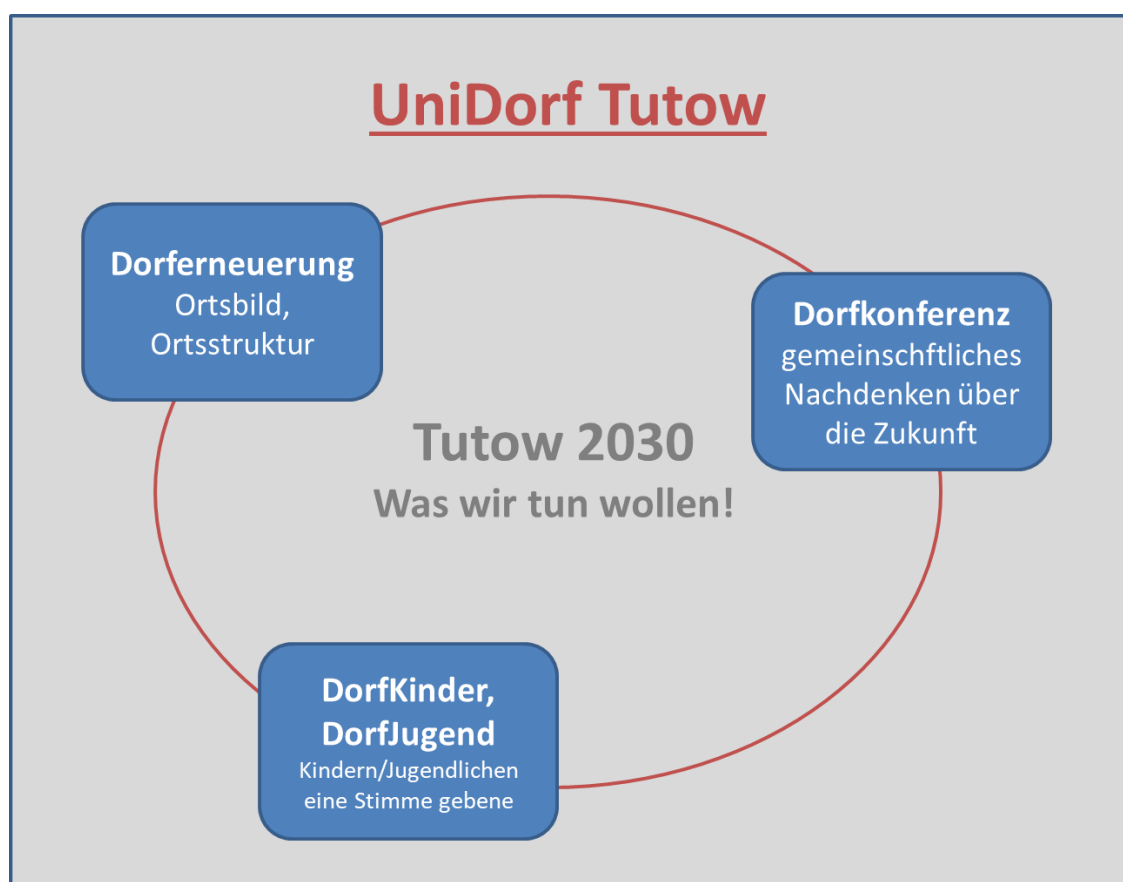 UniDorf Tutow
Dorferneuerung
Ortsbild,
Ortsstruktur
Dorfkonferenz
gemeinschftliches
Nachdenken über
die Zukunft
Tutow 2030
Was wir tun wollen!
DorfKinder,
DorfJugend
Kindern/Jugendlichen
eine Stimme gebene